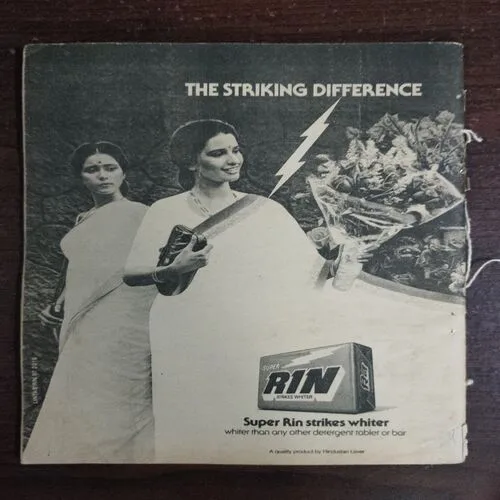 THE STRIKING DIFFERENCE
SUPER
RIN
STRIKES WHITER
RIN
Super Rin strikes whiter
whiter than any other detergent tablet or bar
A quality product by Hindustan Lever